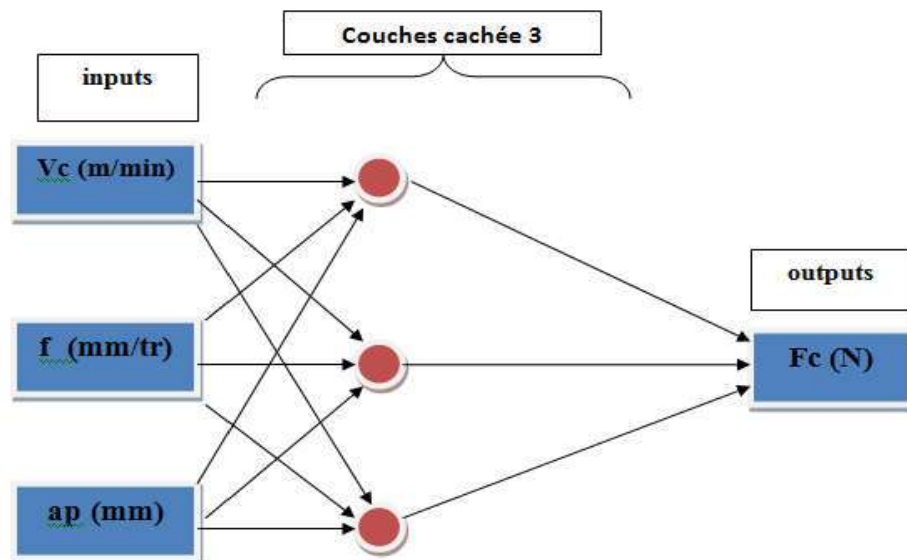 Couches cachée 3
inputs
Vc (m/min)
f (mm/tr)
ap (mm)
outputs
Fc (N)